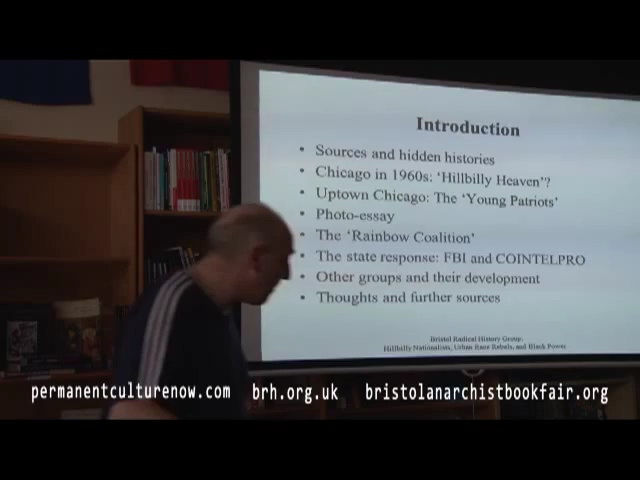 Introduction
• Sources and hidden histories
• Chicago in 1960s: 'Hillbilly Heaven'?
• Uptown Chicago: The 'Young Patriots'
• Photo-essay
• The 'Rainbow Coalition'
• The state response: FBI and COINTELPRO
• Other groups and their development
• Thoughts and further sources
Bristol Radical History Group:
Hillbilly Nationalists, Urban Race Rebels, and Black Power
permanentculturenow.com brh.org.uk bristolanarchistbookfair.org